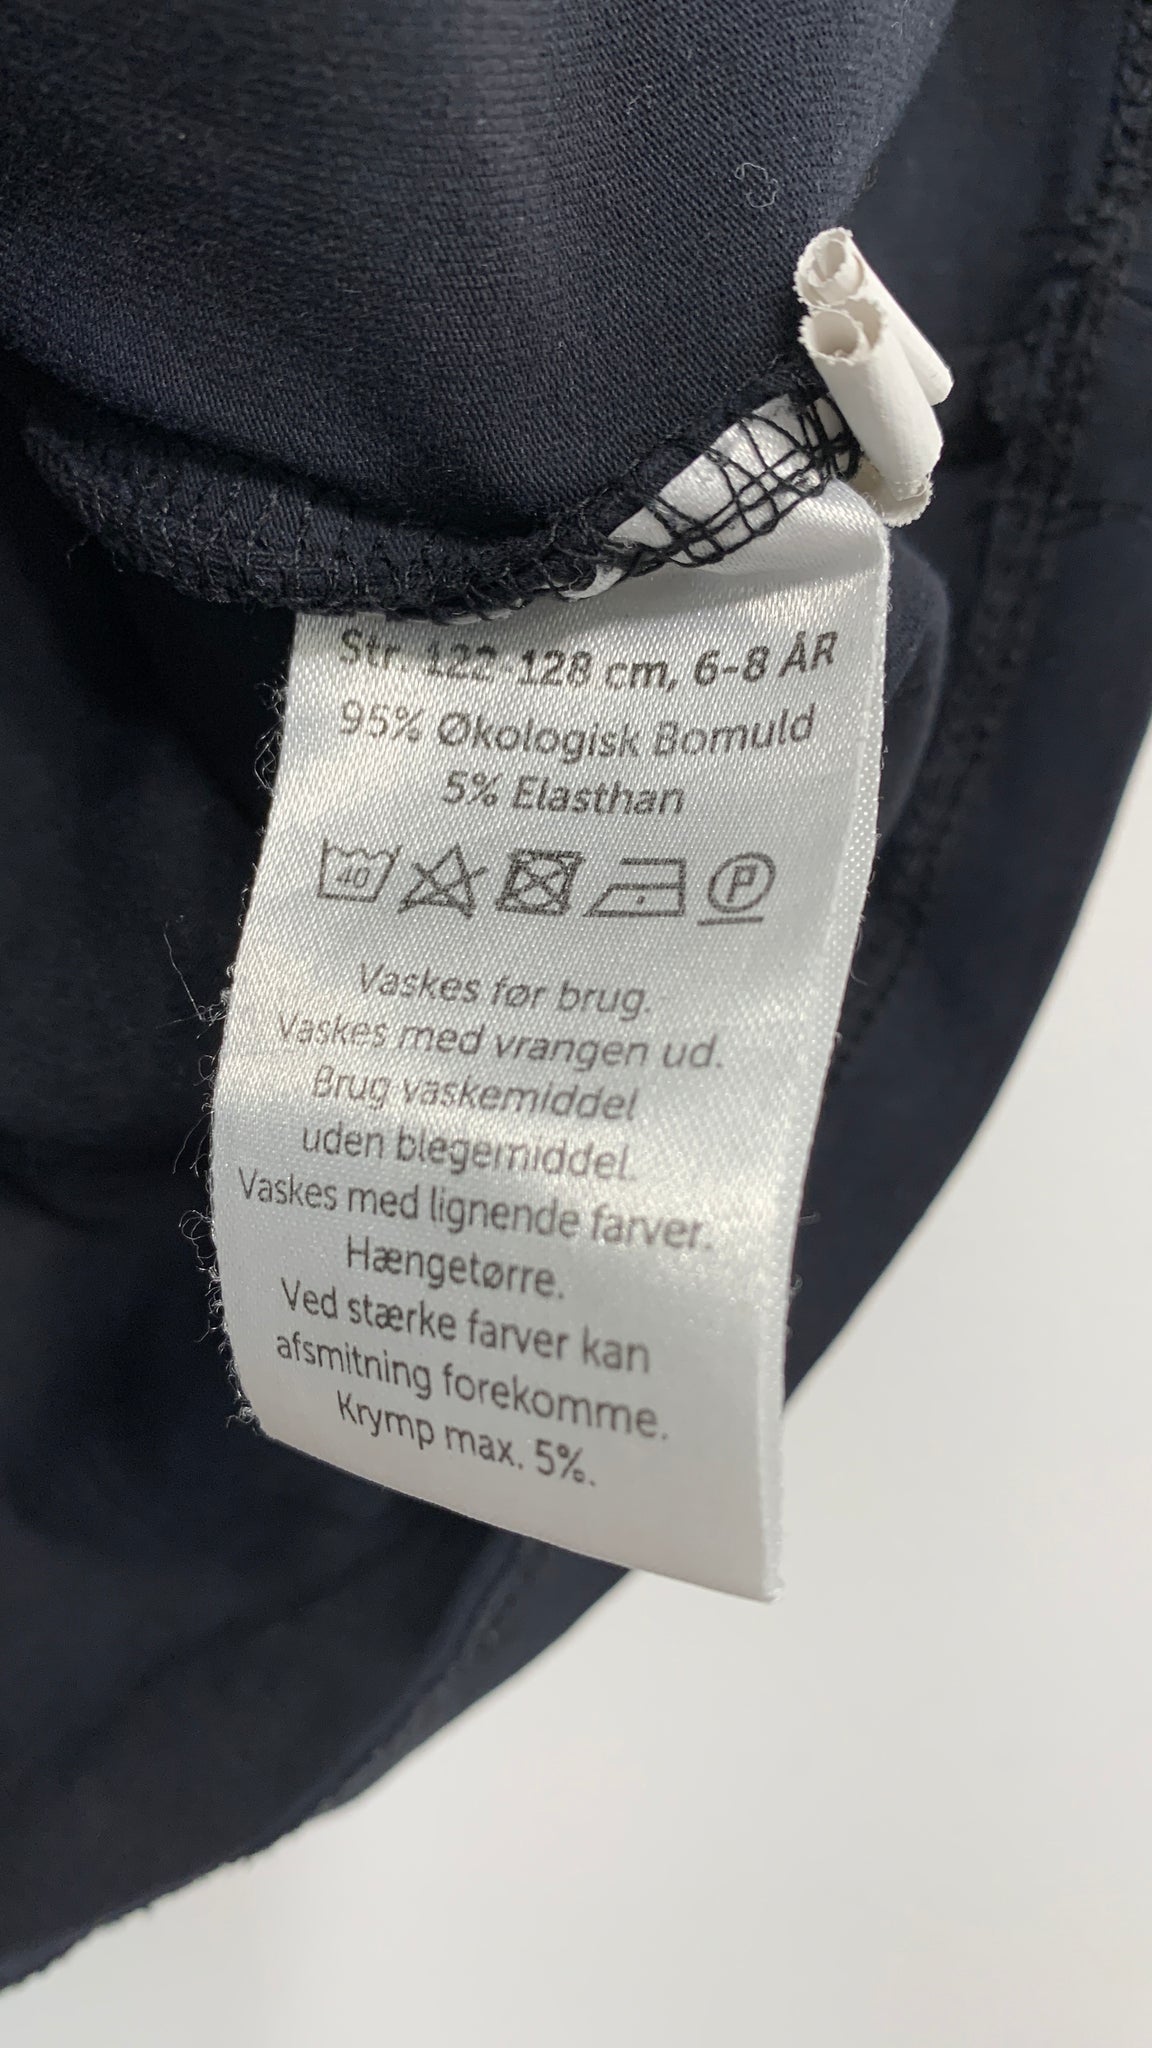 Str. 122-128 cm, 6-8 ÅR
95% Økologisk Bomuld
5% Elasthan
40
P
Vaskes før brug.
Vaskes med vrangen ud.
Brug vaskemiddel
uden blegemiddel.
Vaskes med lignende farver.
Hængetørre.
Ved stærke farver kan
afsmitning forekomme.
Krymp max. 5%.